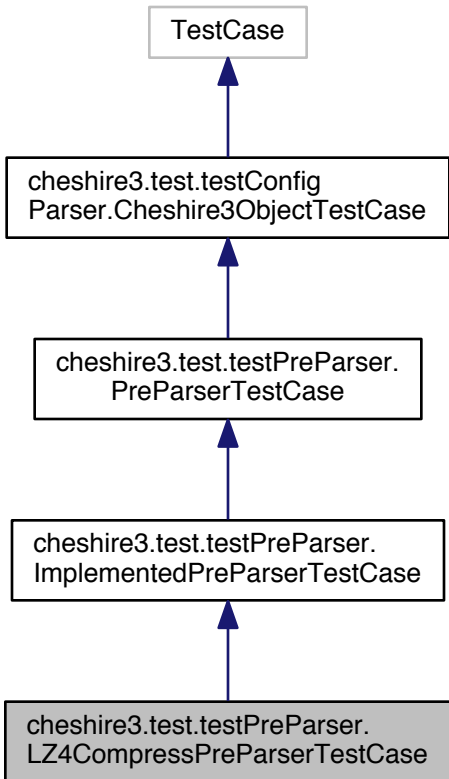 TestCase
cheshire3.test.testConfig
Parser.Cheshire3ObjectTestCase
cheshire3.test.testPreParser.
PreParserTestCase
cheshire3.test.testPreParser.
ImplementedPreParserTestCase
cheshire3.test.testPreParser.
LZ4CompressPreParserTestCase